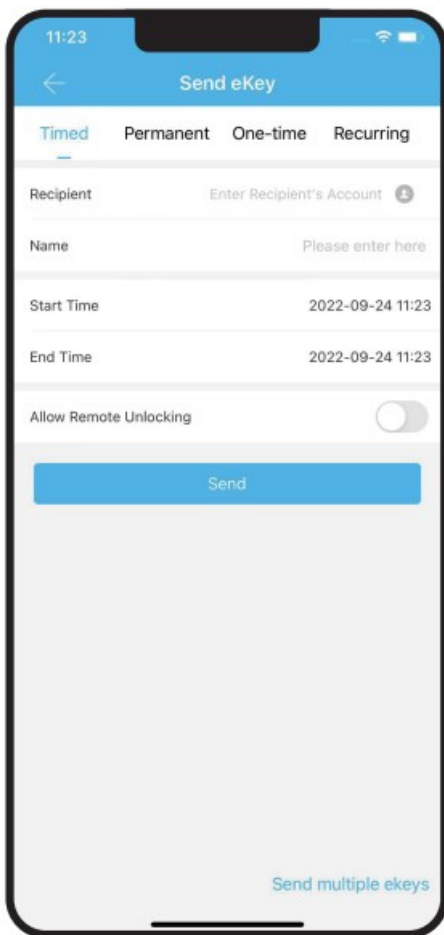 11:23
Send eKey
Timed Permanent One-time Recurring
Recipient Enter Recipient's Account
Name Please enter here
Start Time 2022-09-24 11:23
End Time 2022-09-24 11:23
Allow Remote Unlocking
Send
Send multiple ekeys